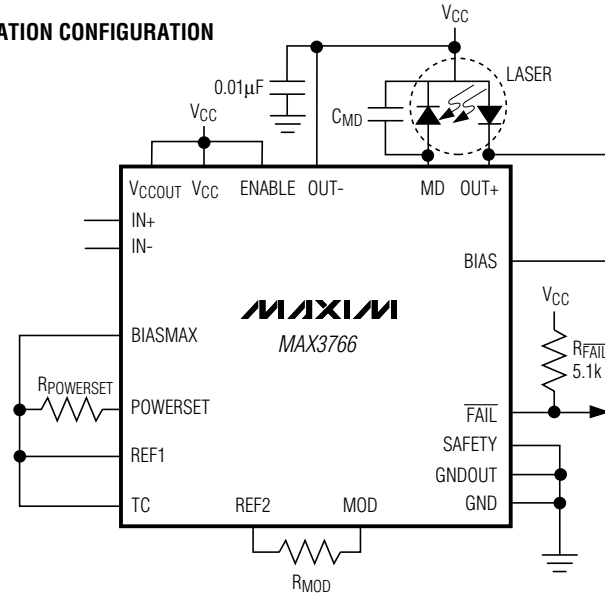 ATION CONFIGURATION
VCC
0.01µF
LASER
CMD
VCC
VCCOUT VCC ENABLE OUT- MD OUT+
IN+
IN-
BIAS
MAXIM
MAX3766
VCC
BIASMAX
RFAIL
5.1k
RPOWERSET
POWERSET
FAIL
SAFETY
REF1
GNDOUT
TC
REF2 MOD
GND
RMOD